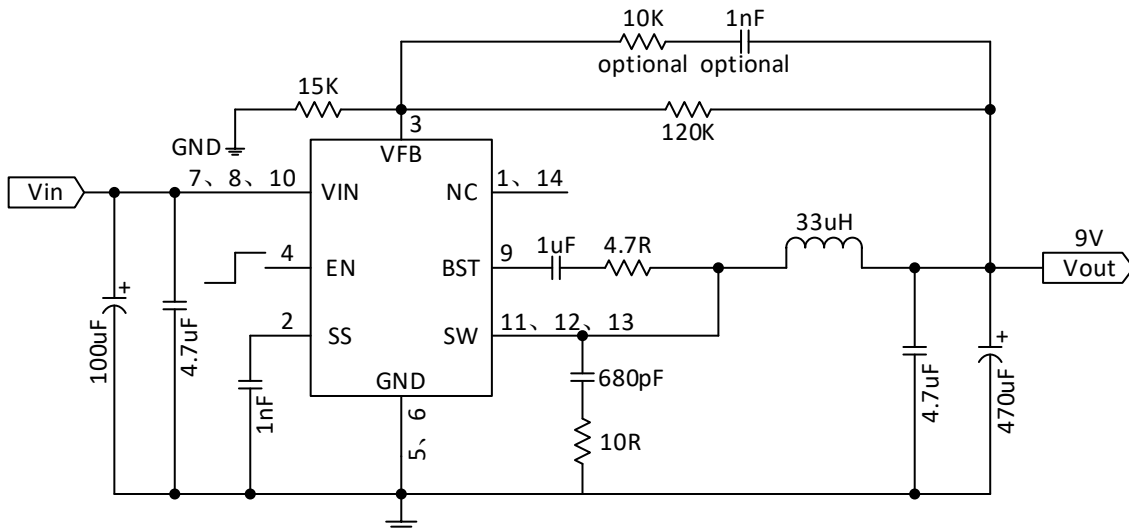 10K 1nF
optional optional
15K
3
120K
GND
VFB
Vin
7、8、10
VIN
NC
1、14
33uH
9V
Vout
4
EN
BST
9
1uF
4.7R
2
SS
SW
11、12、13
100uF
4.7uF
1nF
GND
5、6
680pF
10R
4.7uF
470uF
+
+